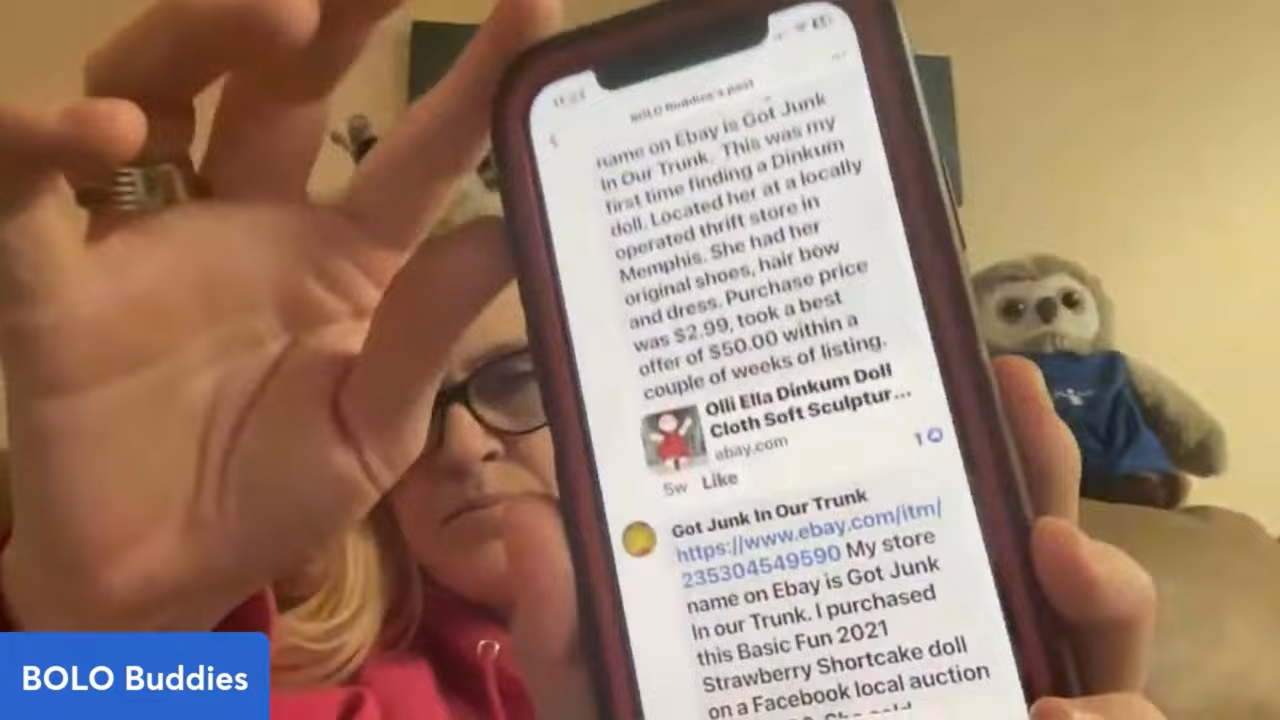 11:23
BOLO Buddies's post
name on Ebay is Got Junk
In Our Trunk. This was my
first time finding a Dinkum
doll. Located her at a locally
operated thrift store in
Memphis. She had her
original shoes, hair bow
and dress. Purchase price
was $2.99, took a best
offer of $50.00 within a
couple of weeks of listing.
Olli Ella Dinkum Doll
Cloth Soft Sculptur...
ebay.com
5w Like 1
Got Junk In Our Trunk
https://www.ebay.com/itm/
235304549590 My store
name on Ebay is Got Junk
In our Trunk. I purchased
this Basic Fun 2021
Strawberry Shortcake doll
on a Facebook local auction
She sold
BOLO Buddies